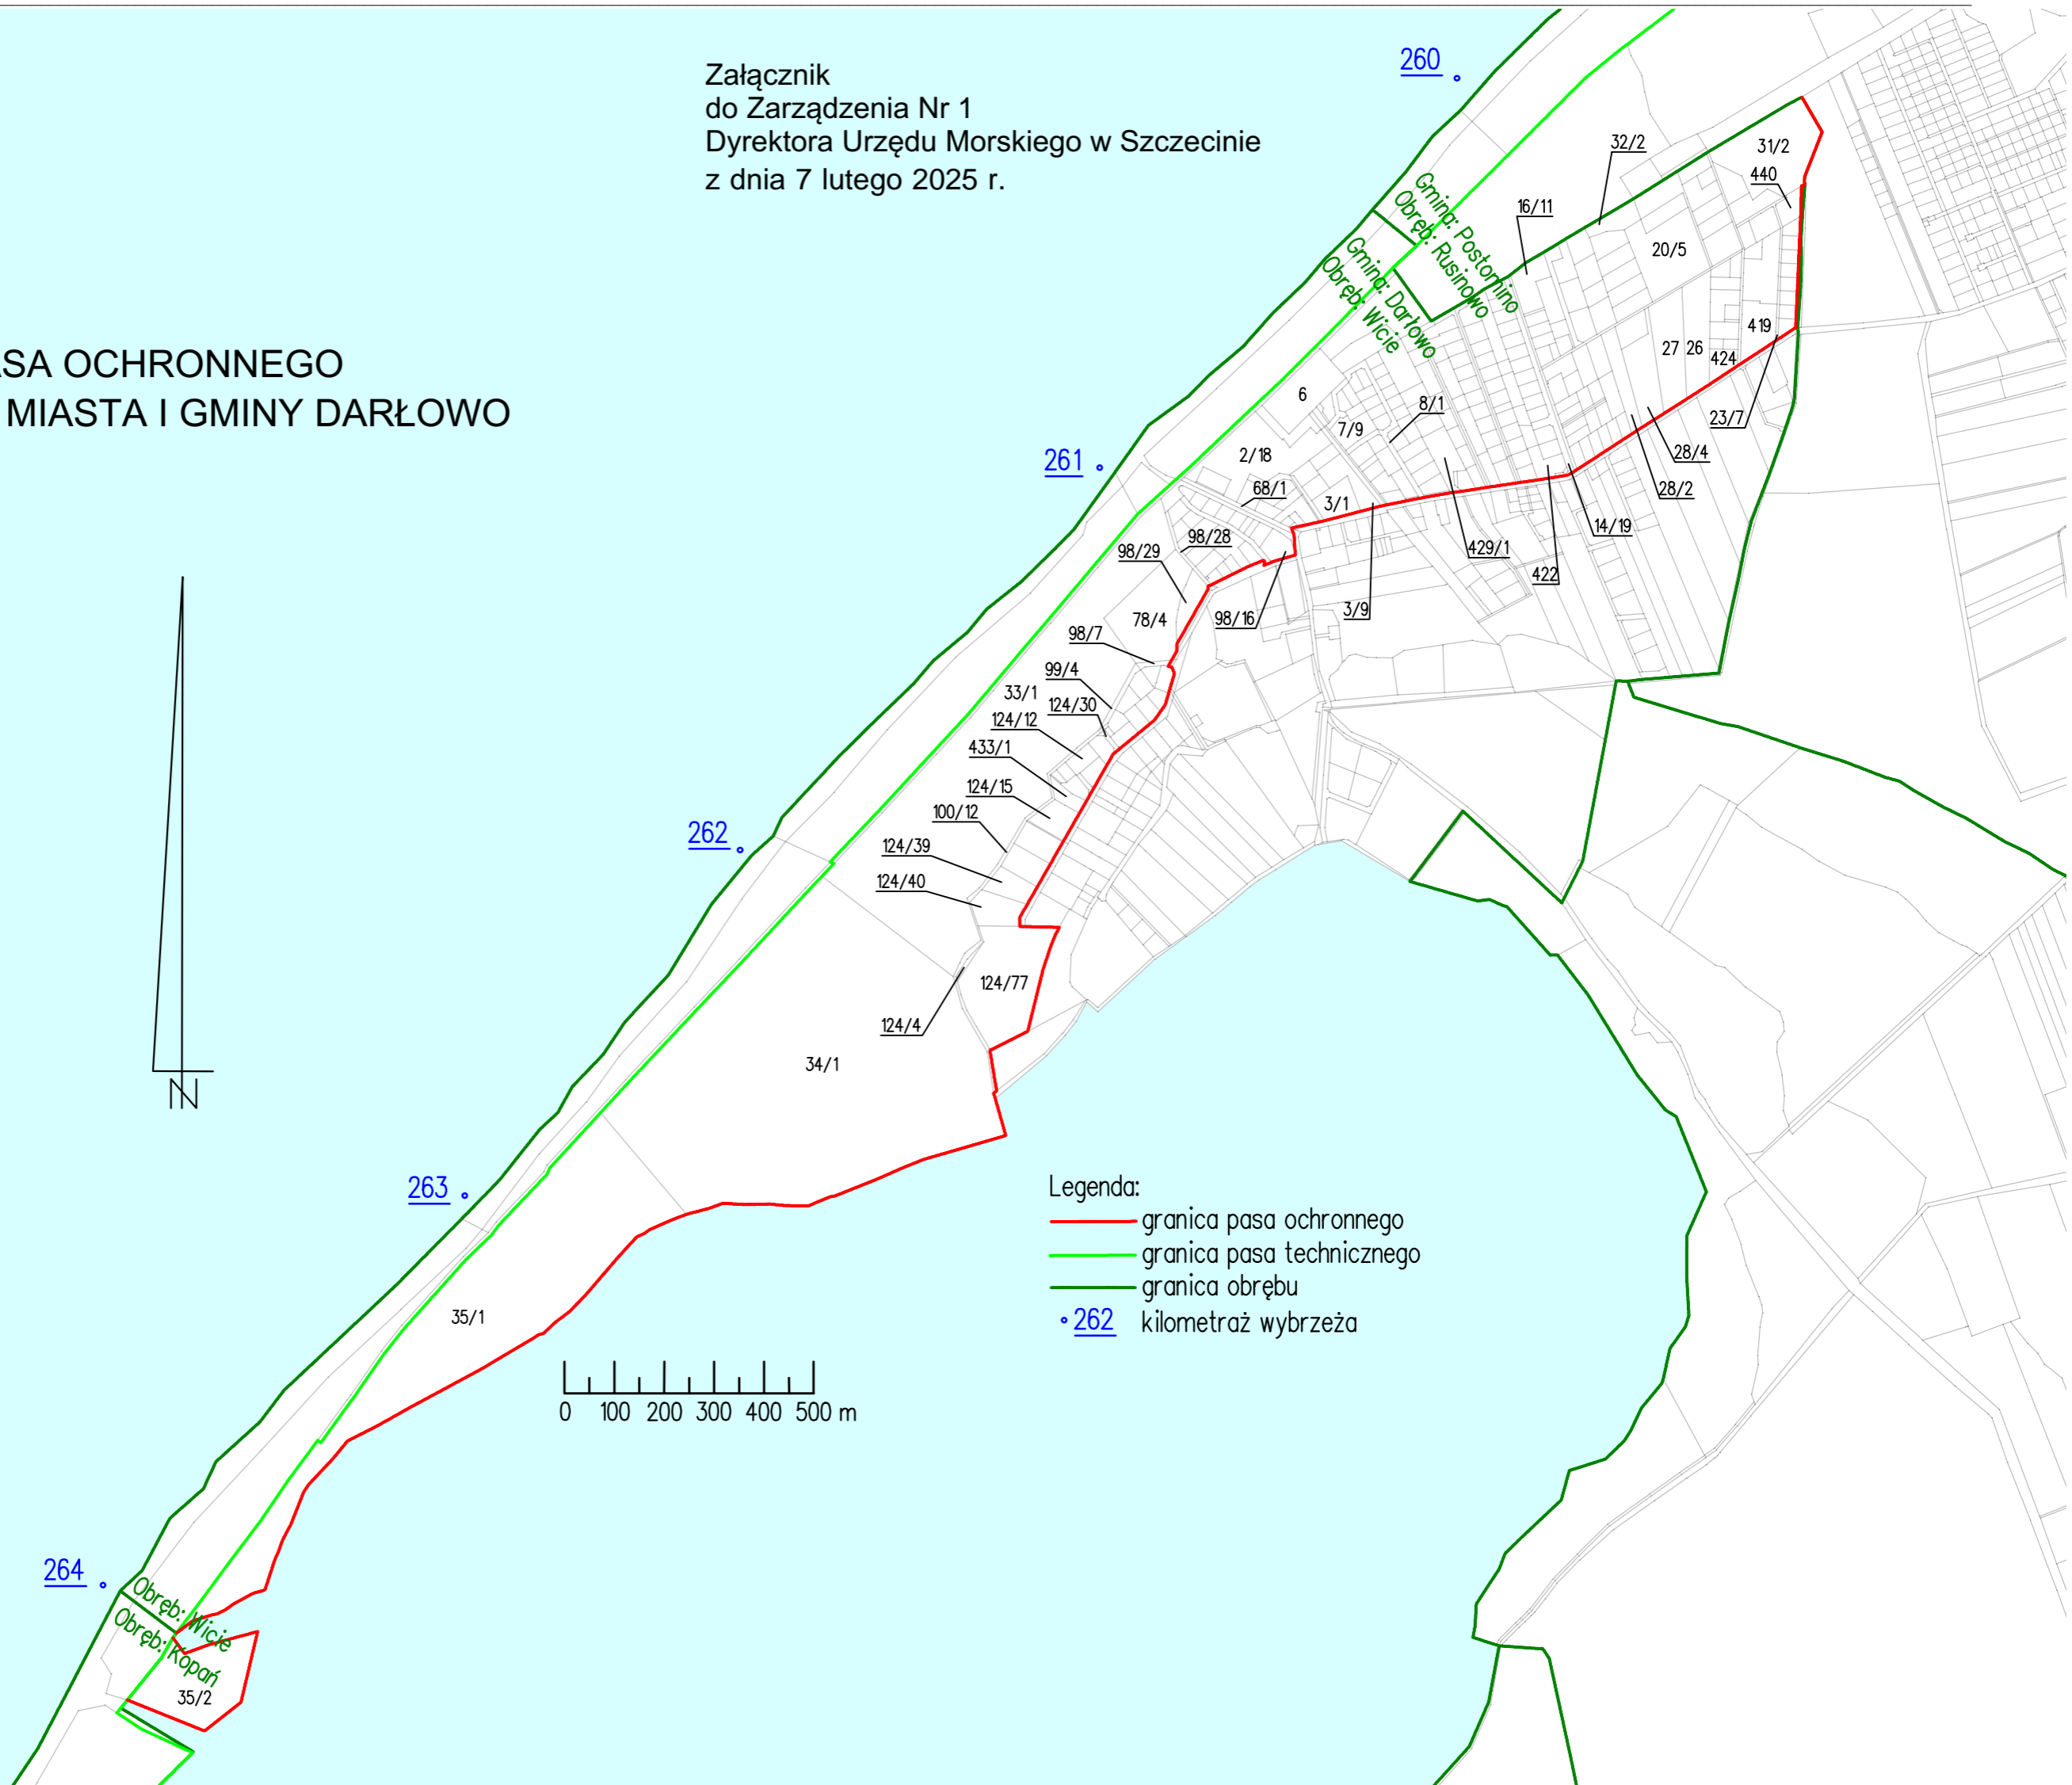 Załącznik
do Zarządzenia Nr 1
Dyrektora Urzędu Morskiego w Szczecinie
z dnia 7 lutego 2025 r.
ASA OCHRONNEGO
MIASTA I GMINY DARŁOWO
260
Gmina: Postomino
Obręb: Rusinowo
Gmina: Darłowo
Obręb: Wicie
32/2
31/2
440
16/11
20/5
419
27
26
424
23/7
28/4
28/2
14/19
422
429/1
6
7/9
8/1
2/18
261
68/1
3/1
3/9
98/28
98/29
98/16
78/4
98/7
99/4
33/1
124/30
124/12
433/1
124/15
100/12
262
124/39
124/40
124/77
124/4
34/1
N
263
35/1
Legenda:
granica pasa ochronnego
granica pasa technicznego
granica obrębu
262 kilometraż wybrzeża
0 100 200 300 400 500 m
264
Obręb: Wicie
Obręb: Kopań
35/2